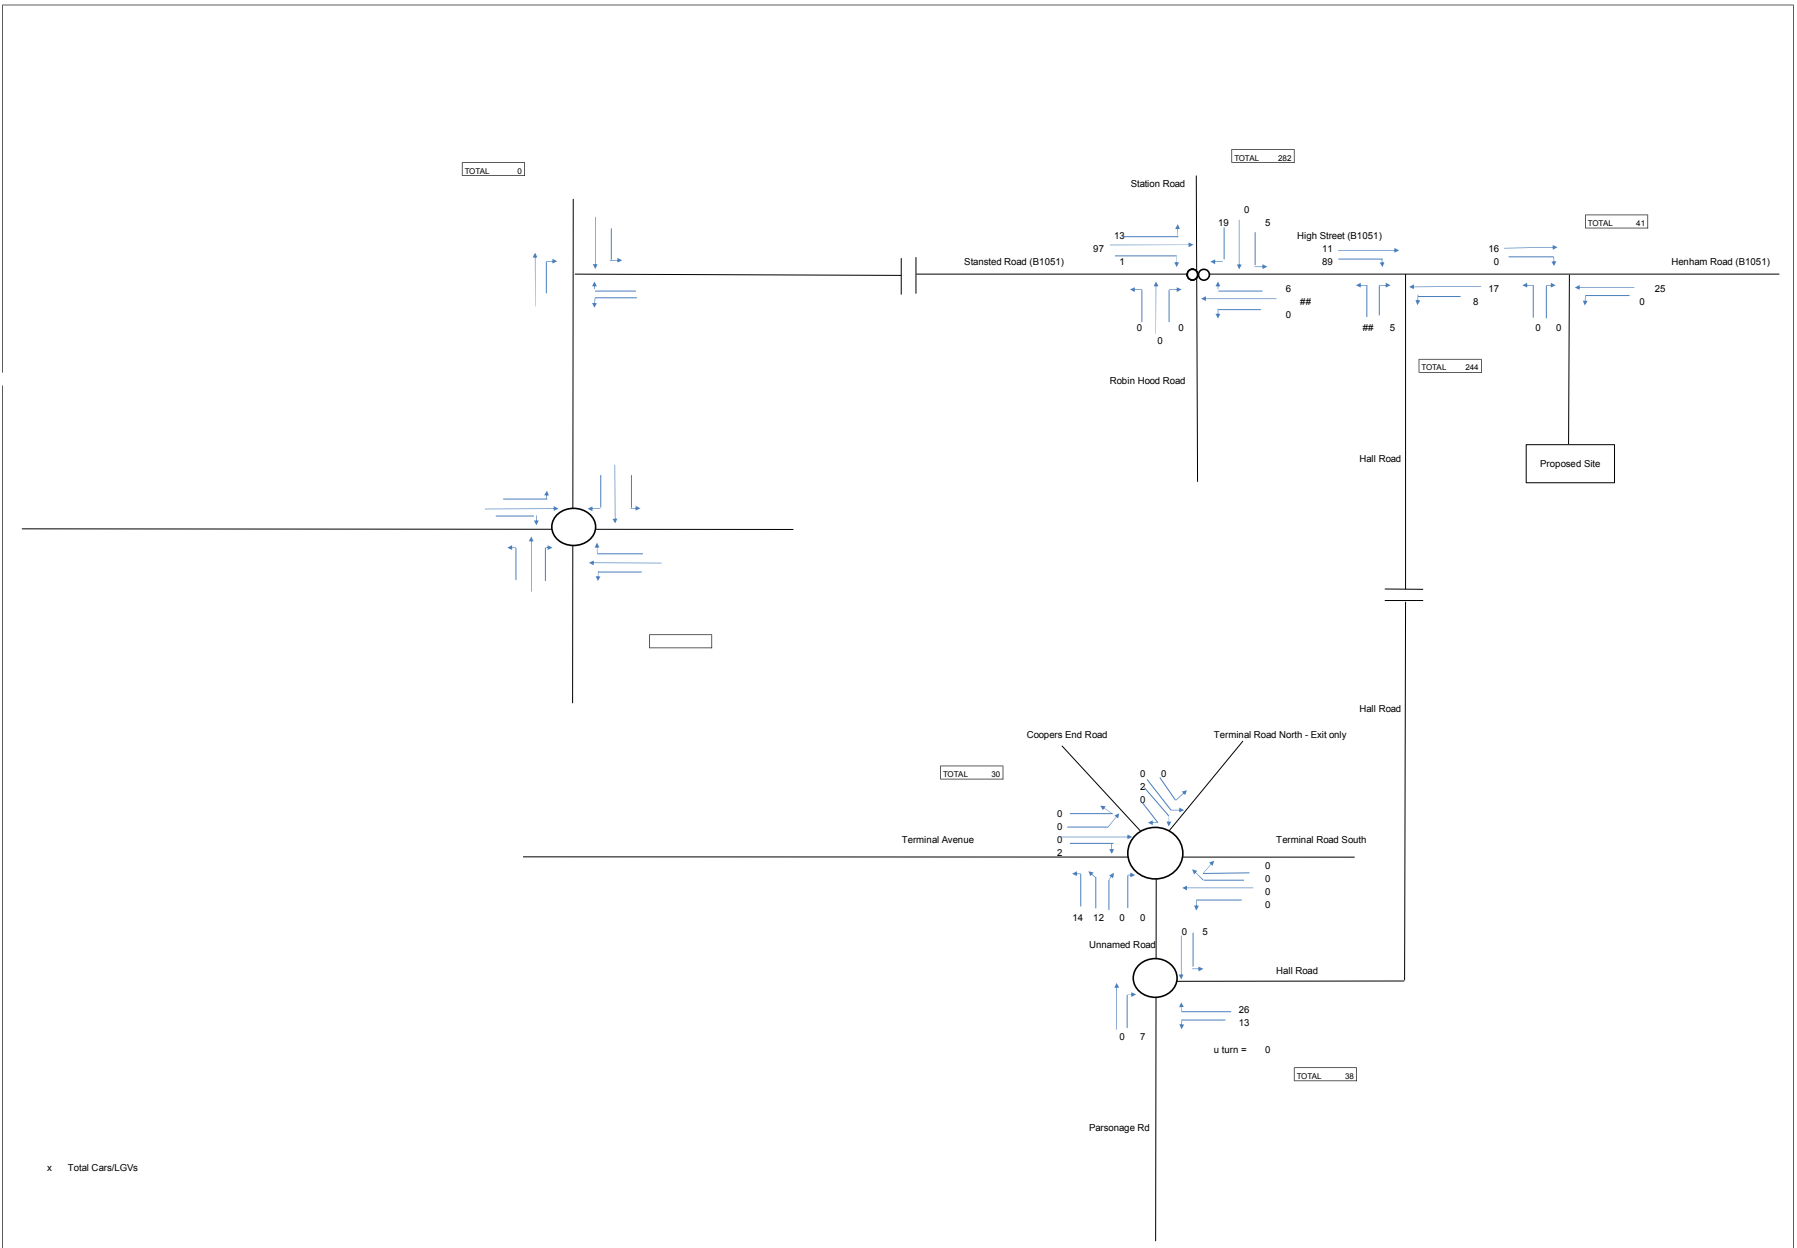 TOTAL 282
TOTAL 0
Station Road
0
19 5
TOTAL 41
13
High Street (B1051)
97
11
16
1
89
0
Stansted Road (B1051)
Henham Road (B1051)
6
17
25
##
8
0
0
0 0
0
## 5
0 0
TOTAL 244
Robin Hood Road
Hall Road
Proposed Site
Hall Road
Coopers End Road
Terminal Road North - Exit only
TOTAL 30
0 0
2
0
0
0
0
2
Terminal Avenue
Terminal Road South
0
0
0
0
14 12 0 0
0 5
Unnamed Road
Hall Road
26
13
0 7
u turn = 0
TOTAL 38
Parsonage Rd
x Total Cars/LGVs